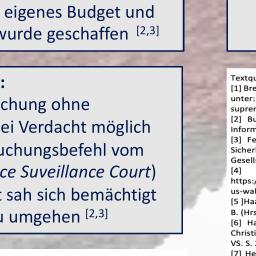 eigenes Budget und
wurde geschaffen [2,3]
:
chung ohne
ei Verdacht möglich
uchungsbefehl vom
ce Suveillance Court)
t sah sich bemächtigt
u umgehen [2,3]
Textqu
[1] Bre
unter:
suprem
[2] Bu
Inform
[3] Fe
Sicherl
Gesells
[4]
https:/
us-wal
[5 ]Haa
B. (Hrs
[6] Ha
Christi
VS. S. 2
[7] He